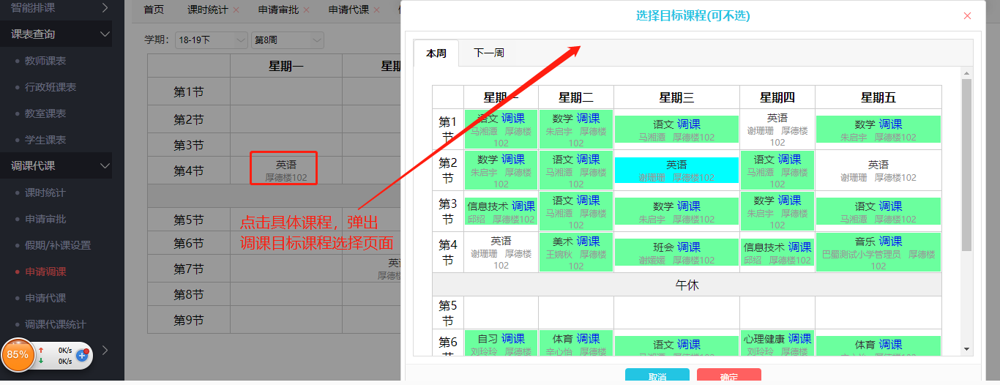 智能排课
课表查询
教师课表
行政班课表
教室课表
学生课表
调课代课
课时统计
申请审批
假期/补课设置
申请调课
申请代课
调课代课统计
85%
0K/s
0K/s
首页 课时统计 申请审批 申请代课
学期: 18-19下 第8周
星期一
第1节
第2节
第3节
第4节 英语
厚德楼102
第5节
第6节
第7节
第8节
第9节
点击具体课程，弹出
调课目标课程选择页面
选择目标课程(可不选)
本周 下一周
星期一 星期二 星期三 星期四 星期五
第1节 语文 调课 数学 调课 语文 调课 英语 数学 调课
马湘潭 厚德楼102 朱启宇 厚德楼102 马湘潭 厚德楼102 谢珊珊 厚德楼102 朱启宇 厚德楼102
第2节 数学 调课 语文 调课 英语 语文 调课 英语
朱启宇 厚德楼102 马湘潭 厚德楼102 谢珊珊 厚德楼102 马湘潭 厚德楼102 谢珊珊 厚德楼102
第3节 信息技术 调课 语文 调课 数学 调课 数学 调课 语文 调课
邱绍 厚德楼102 马湘潭 厚德楼102 朱启宇 厚德楼102 朱启宇 厚德楼102 马湘潭 厚德楼102
第4节 英语 美术 调课 班会 调课 信息技术 调课 音乐 调课
谢珊珊 厚德楼102 王婉秋 厚德楼102 谢媛媛 厚德楼102 邱绍 厚德楼102 巴蜀测试小学管理员 厚德楼102
午休
第5节
第6节 自习 调课 体育 调课 语文 调课 心理健康 调课 体育 调课
刘玲玲 厚德楼 辛心怡 厚德楼 刘玲玲 厚德楼
取消 确定